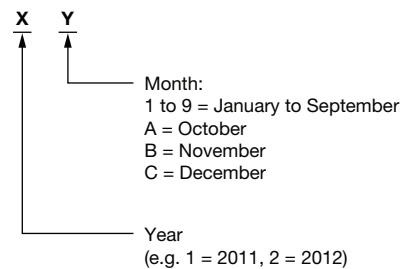 X Y
Month:
1 to 9 = January to September
A = October
B = November
C = December
Year
(e.g. 1 = 2011, 2 = 2012)